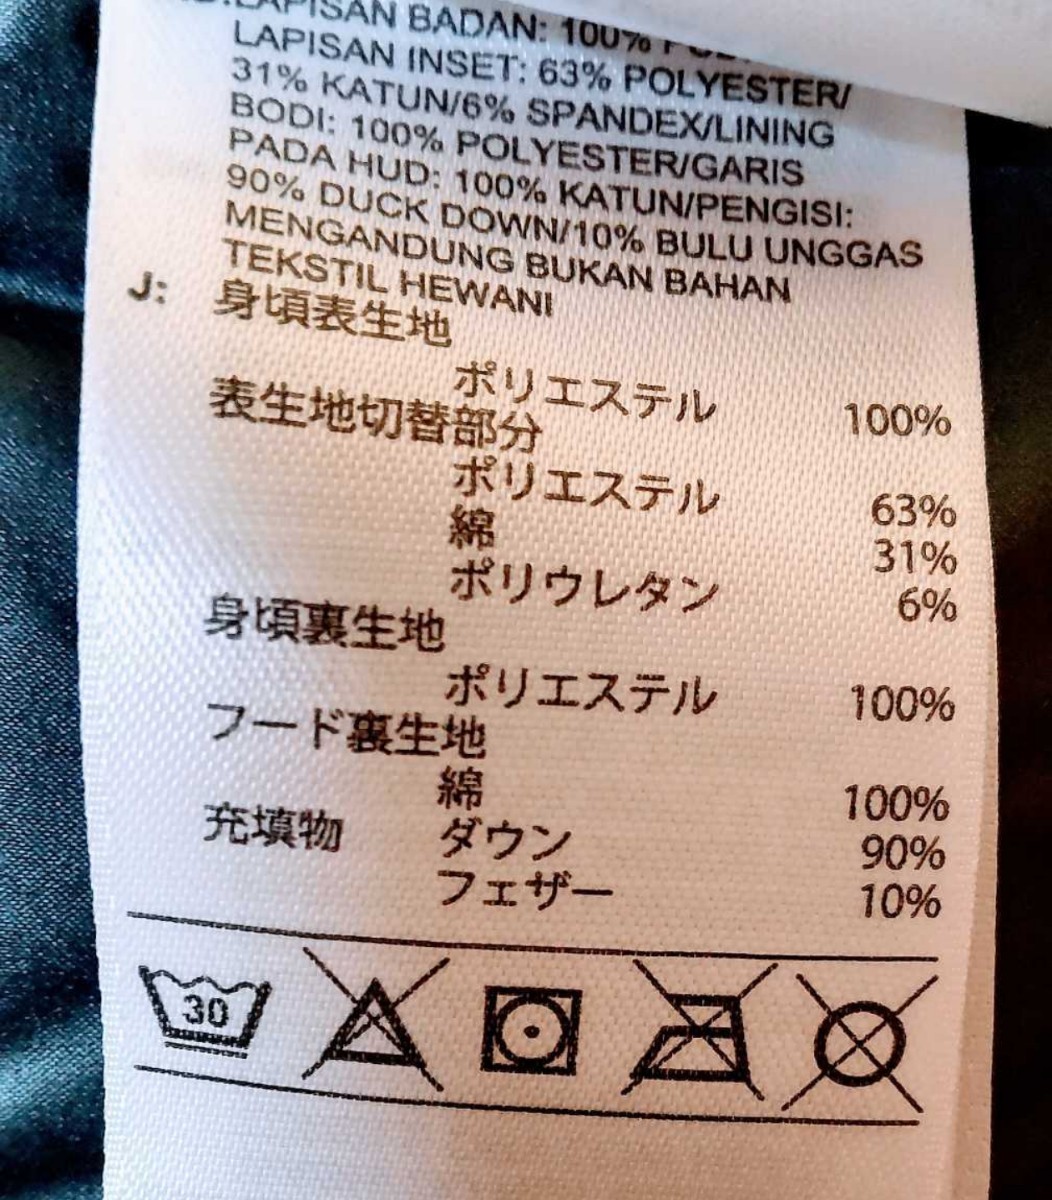 LAPISAN BADAN: 100%
LAPISAN INSET: 63% POLYESTER/
31% KATUN/6% SPANDEX/LINING
BODI: 100% POLYESTER/GARIS
PADA HUD: 100% KATUN/PENGISI:
90% DUCK DOWN/10% BULU UNGGAS
MENGANDUNG BUKAN BAHAN
TEKSTIL HEWANI
J: 身頃表生地
ポリエステル 100%
表生地切替部分
ポリエステル 63%
綿 31%
ポリウレタン 6%
身頃裏生地
ポリエステル 100%
フード裏生地
綿 100%
充填物 ダウン 90%
フェザー 10%
30